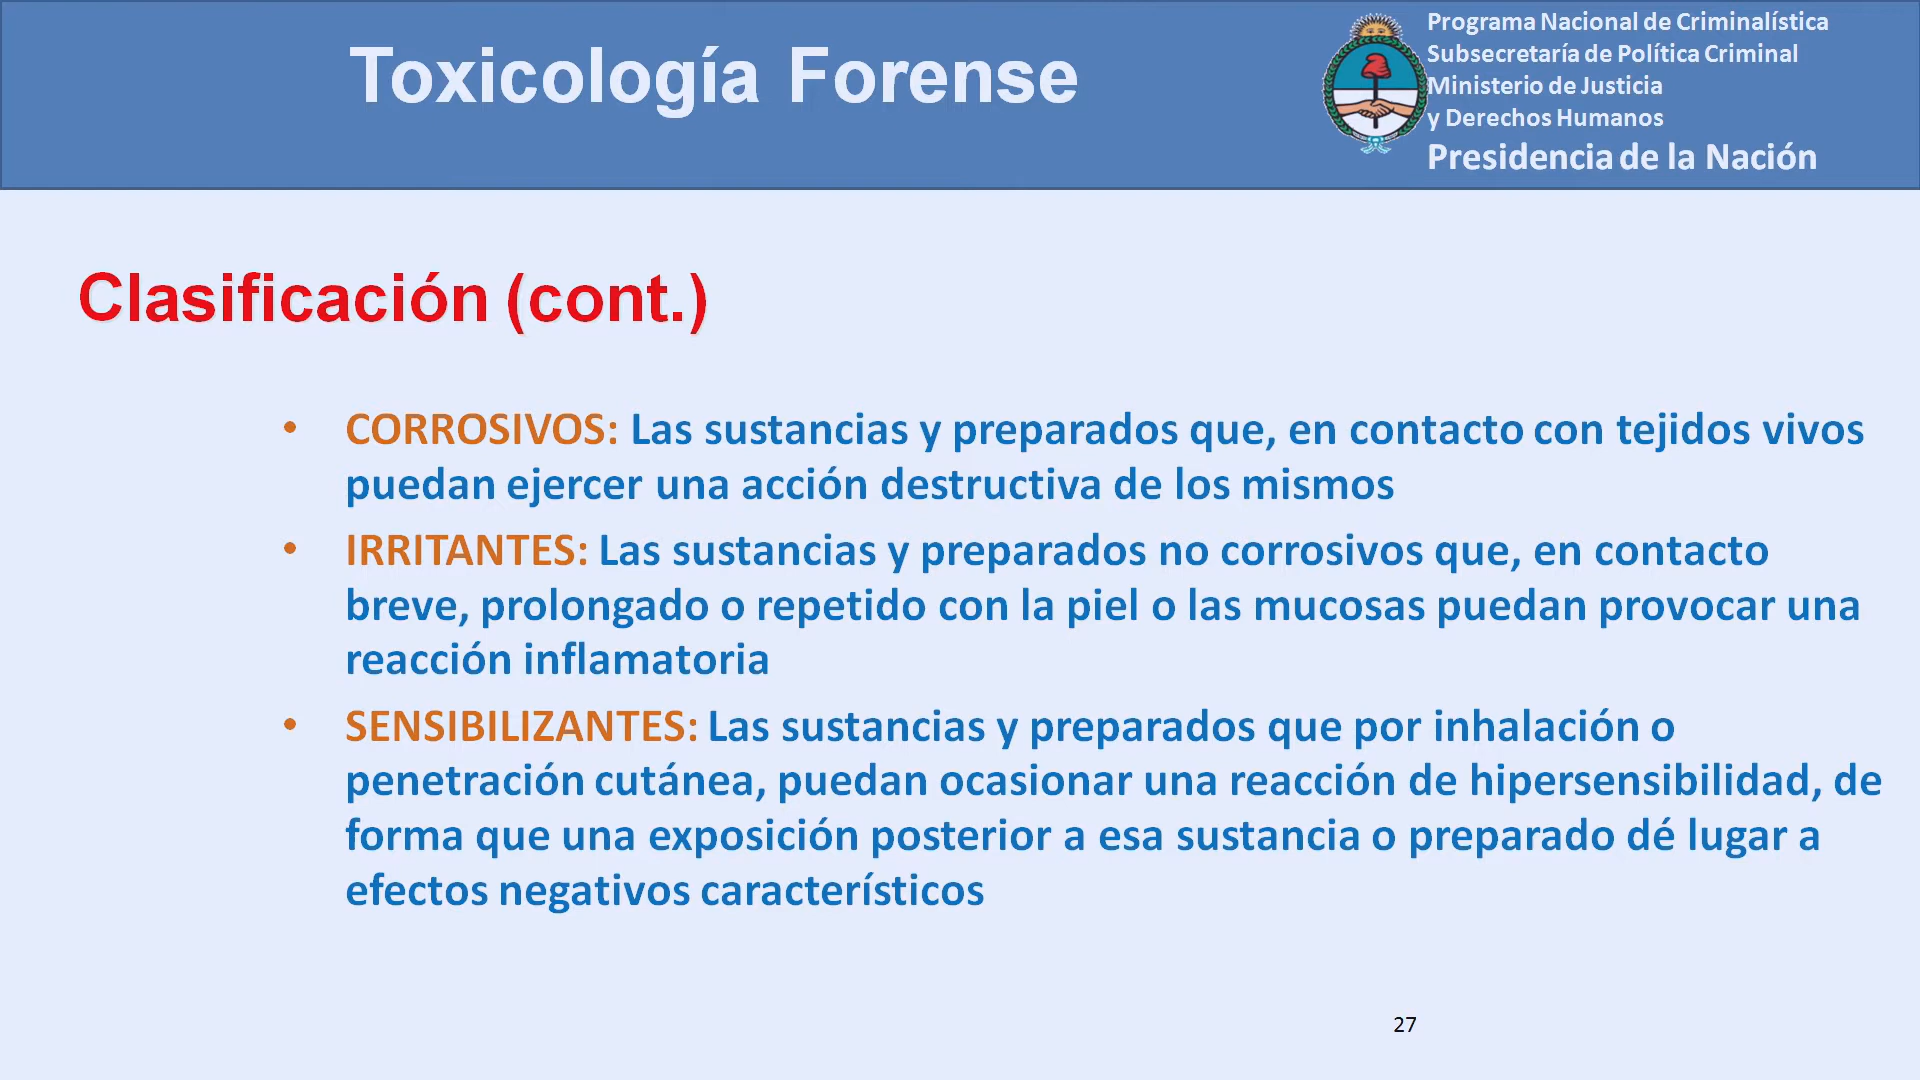 Toxicología Forense
Programa Nacional de Criminalística
Subsecretaría de Política Criminal
Ministerio de Justicia
y Derechos Humanos
Presidencia de la Nación
Clasificación (cont.)
• CORROSIVOS: Las sustancias y preparados que, en contacto con tejidos vivos
puedan ejercer una acción destructiva de los mismos
• IRRITANTES: Las sustancias y preparados no corrosivos que, en contacto
breve, prolongado o repetido con la piel o las mucosas puedan provocar una
reacción inflamatoria
• SENSIBILIZANTES: Las sustancias y preparados que por inhalación o
penetración cutánea, puedan ocasionar una reacción de hipersensibilidad, de
forma que una exposición posterior a esa sustancia o preparado dé lugar a
efectos negativos característicos
27